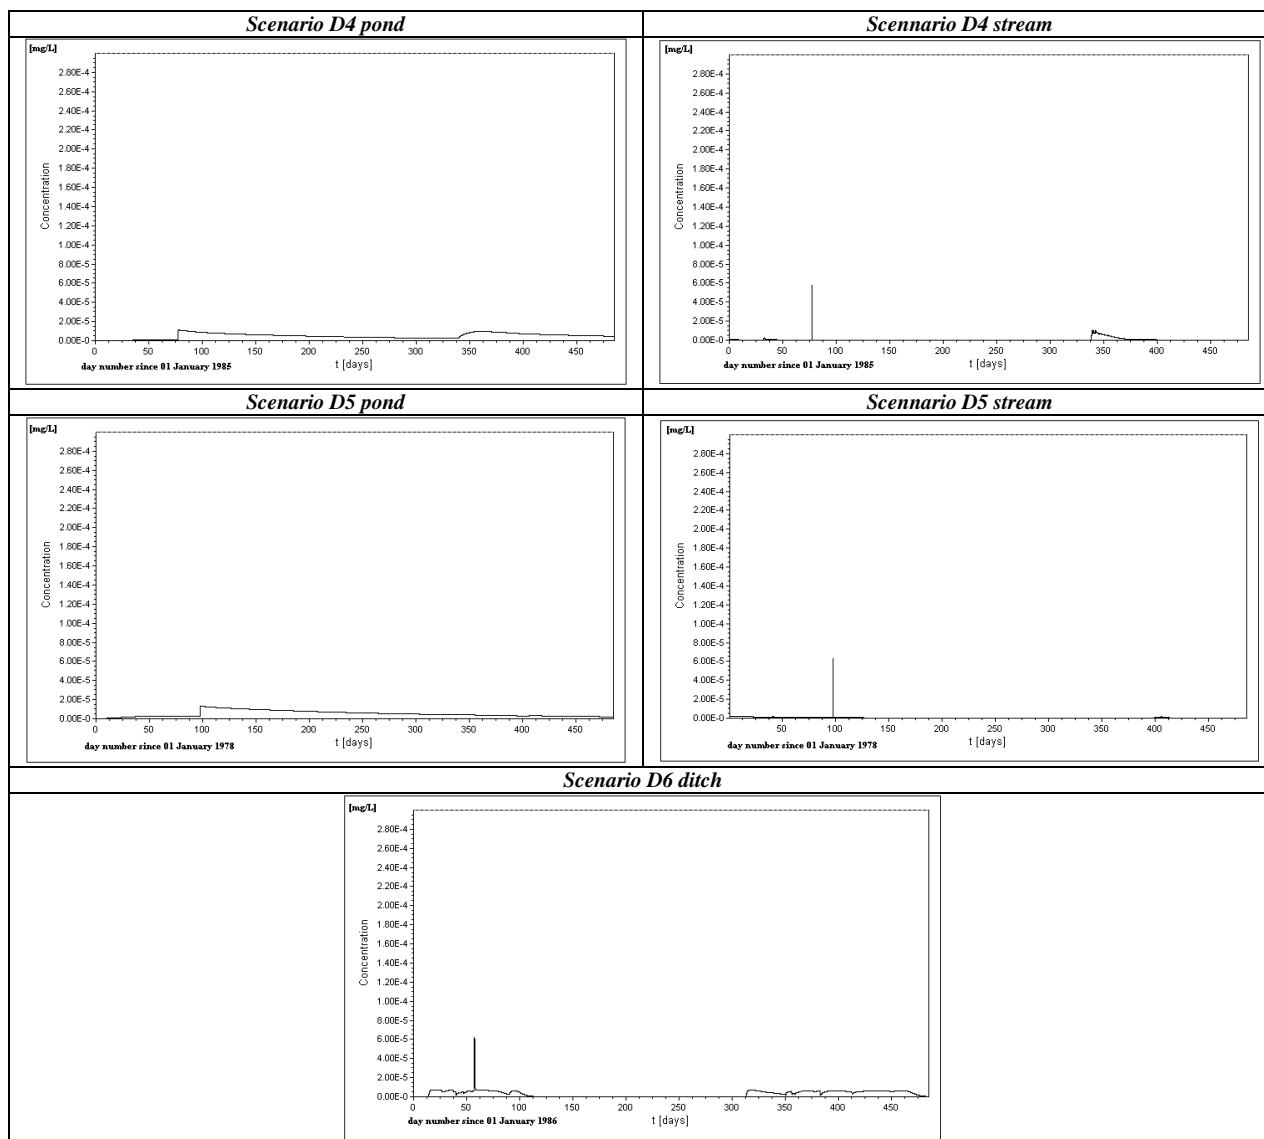 Scenario D4 pond
Scennario D4 stream
[mg/L]
2.80E-4
2.60E-4
2.40E-4
2.20E-4
2.00E-4
1.80E-4
1.60E-4
1.40E-4
1.20E-4
1.00E-4
8.00E-5
6.00E-5
4.00E-5
2.00E-5
0.00E-0
Concentration
0 50 100 150 200 250 300 350 400 450
t [days]
day number since 01 January 1985
[mg/L]
2.80E-4
2.60E-4
2.40E-4
2.20E-4
2.00E-4
1.80E-4
1.60E-4
1.40E-4
1.20E-4
1.00E-4
8.00E-5
6.00E-5
4.00E-5
2.00E-5
0.00E-0
Concentration
0 50 100 150 200 250 300 350 400 450
t [days]
day number since 01 January 1985
Scenario D5 pond
Scennario D5 stream
[mg/L]
2.80E-4
2.60E-4
2.40E-4
2.20E-4
2.00E-4
1.80E-4
1.60E-4
1.40E-4
1.20E-4
1.00E-4
8.00E-5
6.00E-5
4.00E-5
2.00E-5
0.00E-0
Concentration
0 50 100 150 200 250 300 350 400 450
t [days]
day number since 01 January 1978
[mg/L]
2.80E-4
2.60E-4
2.40E-4
2.20E-4
2.00E-4
1.80E-4
1.60E-4
1.40E-4
1.20E-4
1.00E-4
8.00E-5
6.00E-5
4.00E-5
2.00E-5
0.00E-0
Concentration
50 100 150 200 250 300 350 400 450
t [days]
day number since 01 January 1978
Scenario D6 ditch
[mg/L]
2.80E-4
2.60E-4
2.40E-4
2.20E-4
2.00E-4
1.80E-4
1.60E-4
1.40E-4
1.20E-4
1.00E-4
8.00E-5
6.00E-5
4.00E-5
2.00E-5
0.00E-0
Concentration
0 50 100 150 200 250 300 350 400 450
t [days]
day number since 01 January 1986